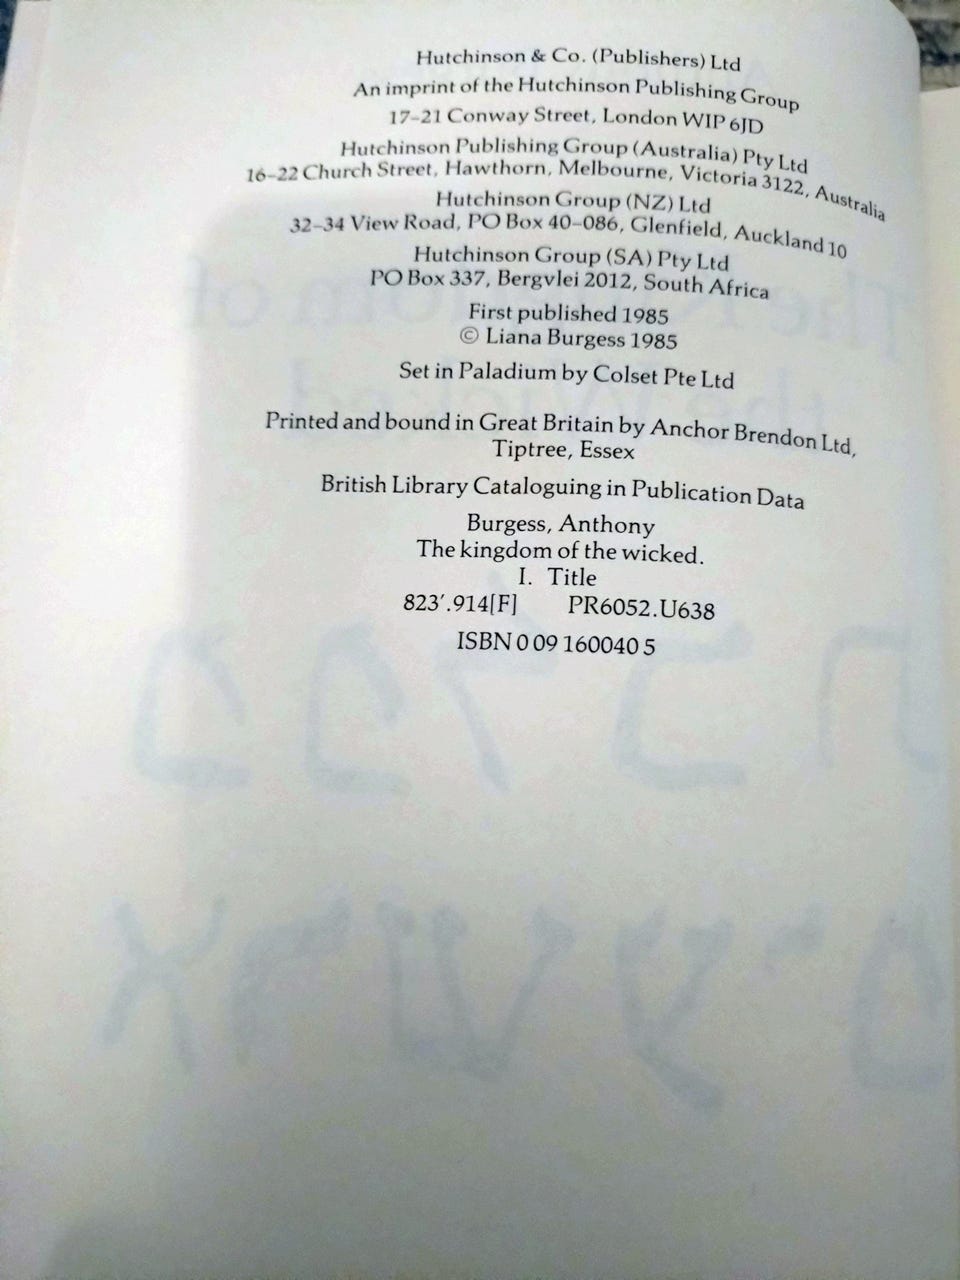 Hutchinson & Co. (Publishers) Ltd
An imprint of the Hutchinson Publishing Group
17–21 Conway Street, London WIP 6JD
Hutchinson Publishing Group (Australia) Pty Ltd
16–22 Church Street, Hawthorn, Melbourne, Victoria 3122, Australia
Hutchinson Group (NZ) Ltd
32–34 View Road, PO Box 40–086, Glenfield, Auckland 10
Hutchinson Group (SA) Pty Ltd
PO Box 337, Bergvlei 2012, South Africa
First published 1985
© Liana Burgess 1985
Set in Paladium by Colset Pte Ltd
Printed and bound in Great Britain by Anchor Brendon Ltd,
Tiptree, Essex
British Library Cataloguing in Publication Data
Burgess, Anthony
The kingdom of the wicked.
I. Title
823′.914[F] PR6052.U638
ISBN 0 09 160040 5